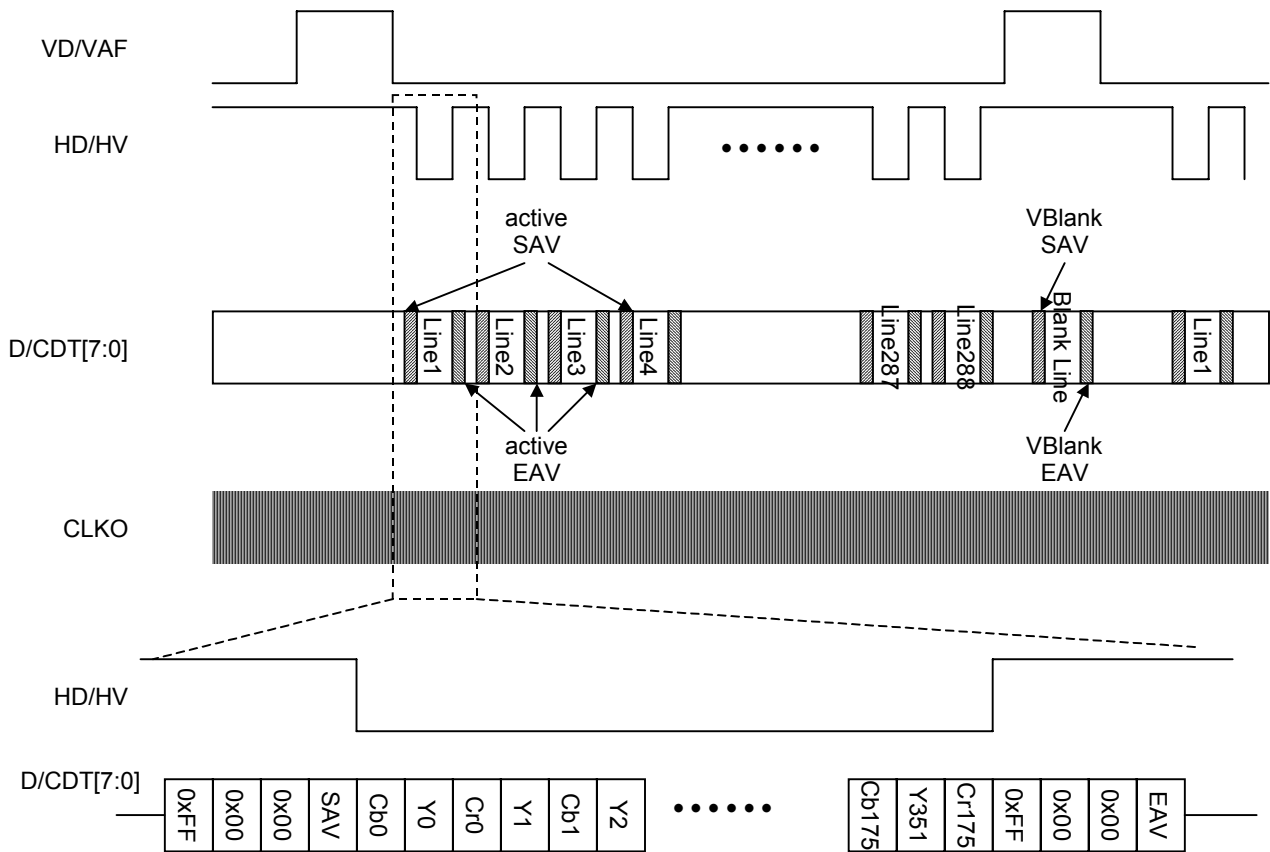 VD/VAF
HD/HV
active
SAV
VBlank
SAV
D/CDT[7:0]
Line1
Line2
Line3
Line4
Line287
Line288
Blank Line
Line1
active
EAV
VBlank
EAV
CLKO
HD/HV
D/CDT[7:0]
0xFF
0x00
0x00
SAV
Cb0
Y0
Cr0
Y1
Cb1
Y2
Cb175
Y351
Cr175
0xFF
0x00
0x00
EAV